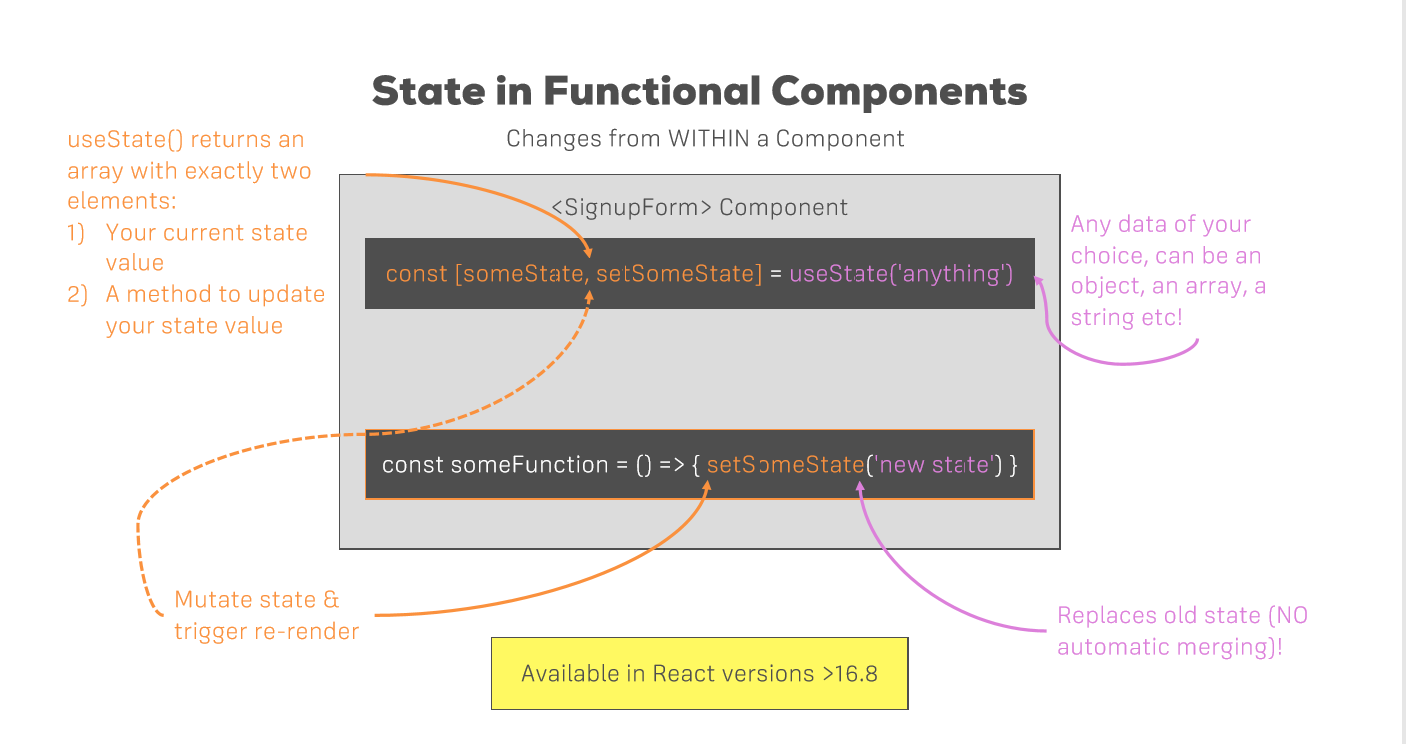 State in Functional Components
Changes from WITHIN a Component
useState() returns an
array with exactly two
elements:
1) Your current state
value
2) A method to update
your state value
<SignupForm> Component
const [someState, setSomeState] = useState('anything')
Any data of your
choice, can be an
object, an array, a
string etc!
const someFunction = () => { setSomeState('new state') }
Mutate state &
trigger re-render
Replaces old state (NO
automatic merging)!
Available in React versions >16.8